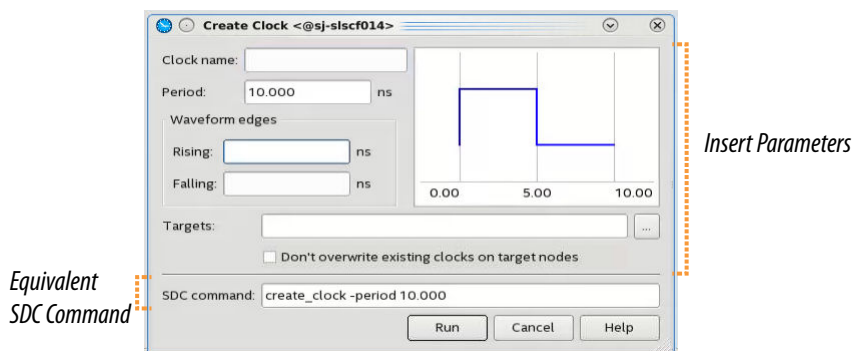 Create Clock <@sj-slscf014>
Clock name:
Period: 10.000 ns
Waveform edges
Rising: ns
Falling: ns
0.00 5.00 10.00
Insert Parameters
Targets: ...
Don't overwrite existing clocks on target nodes
Equivalent
SDC Command
SDC command: create_clock -period 10.000
Run Cancel Help